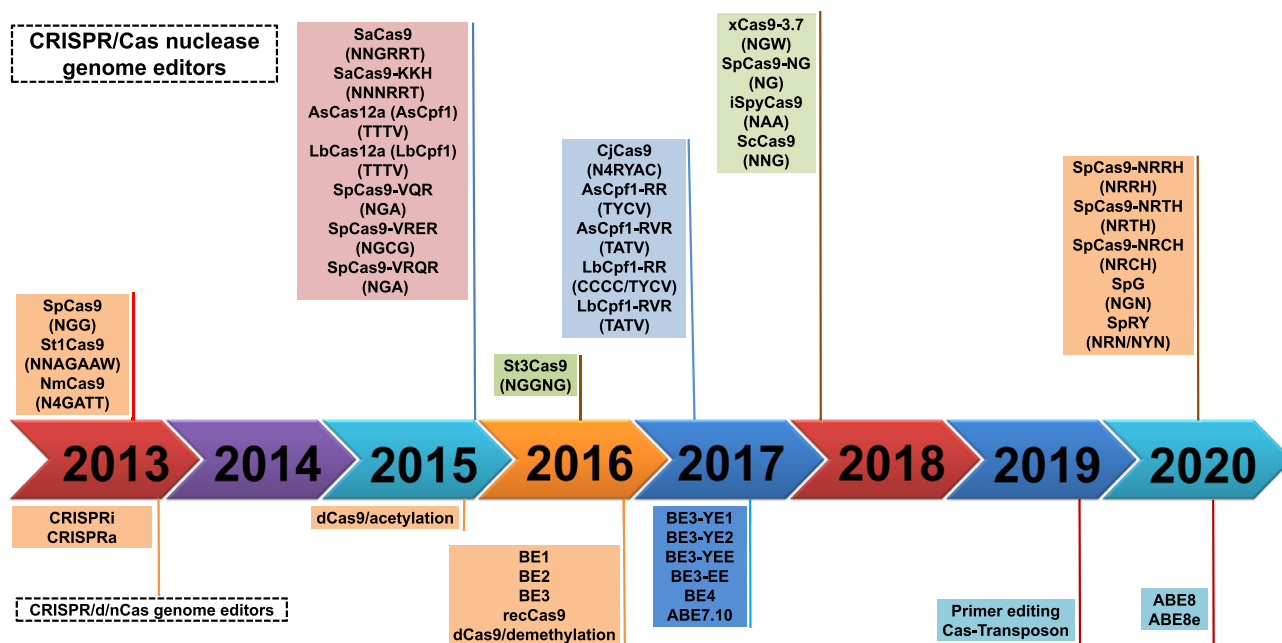 CRISPR/Cas nuclease
genome editors
SpCas9
(NGG)
St1Cas9
(NNAGAAW)
NmCas9
(N4GATT)
SaCas9
(NNGRRT)
SaCas9-KKH
(NNNRRT)
AsCas12a (AsCpf1)
(TTTV)
LbCas12a (LbCpf1)
(TTTV)
SpCas9-VQR
(NGA)
SpCas9-VRER
(NGCG)
SpCas9-VRQR
(NGA)
St3Cas9
(NGGNG)
CjCas9
(N4RYAC)
AsCpf1-RR
(TYCV)
AsCpf1-RVR
(TATV)
LbCpf1-RR
(CCCC/TYCV)
LbCpf1-RVR
(TATV)
xCas9-3.7
(NGW)
SpCas9-NG
(NG)
iSpyCas9
(NAA)
ScCas9
(NNG)
SpCas9-NRRH
(NRRH)
SpCas9-NRTH
(NRTH)
SpCas9-NRCH
(NRCH)
SpG
(NGN)
SpRY
(NRN/NYN)
2013
2014
2015
2016
2017
2018
2019
2020
CRISPRi
CRISPRa
CRISPR/d/nCas genome editors
dCas9/acetylation
BE1
BE2
BE3
recCas9
dCas9/demethylation
BE3-YE1
BE3-YE2
BE3-YEE
BE3-EE
BE4
ABE7.10
Primer editing
Cas-Transposon
ABE8
ABE8e